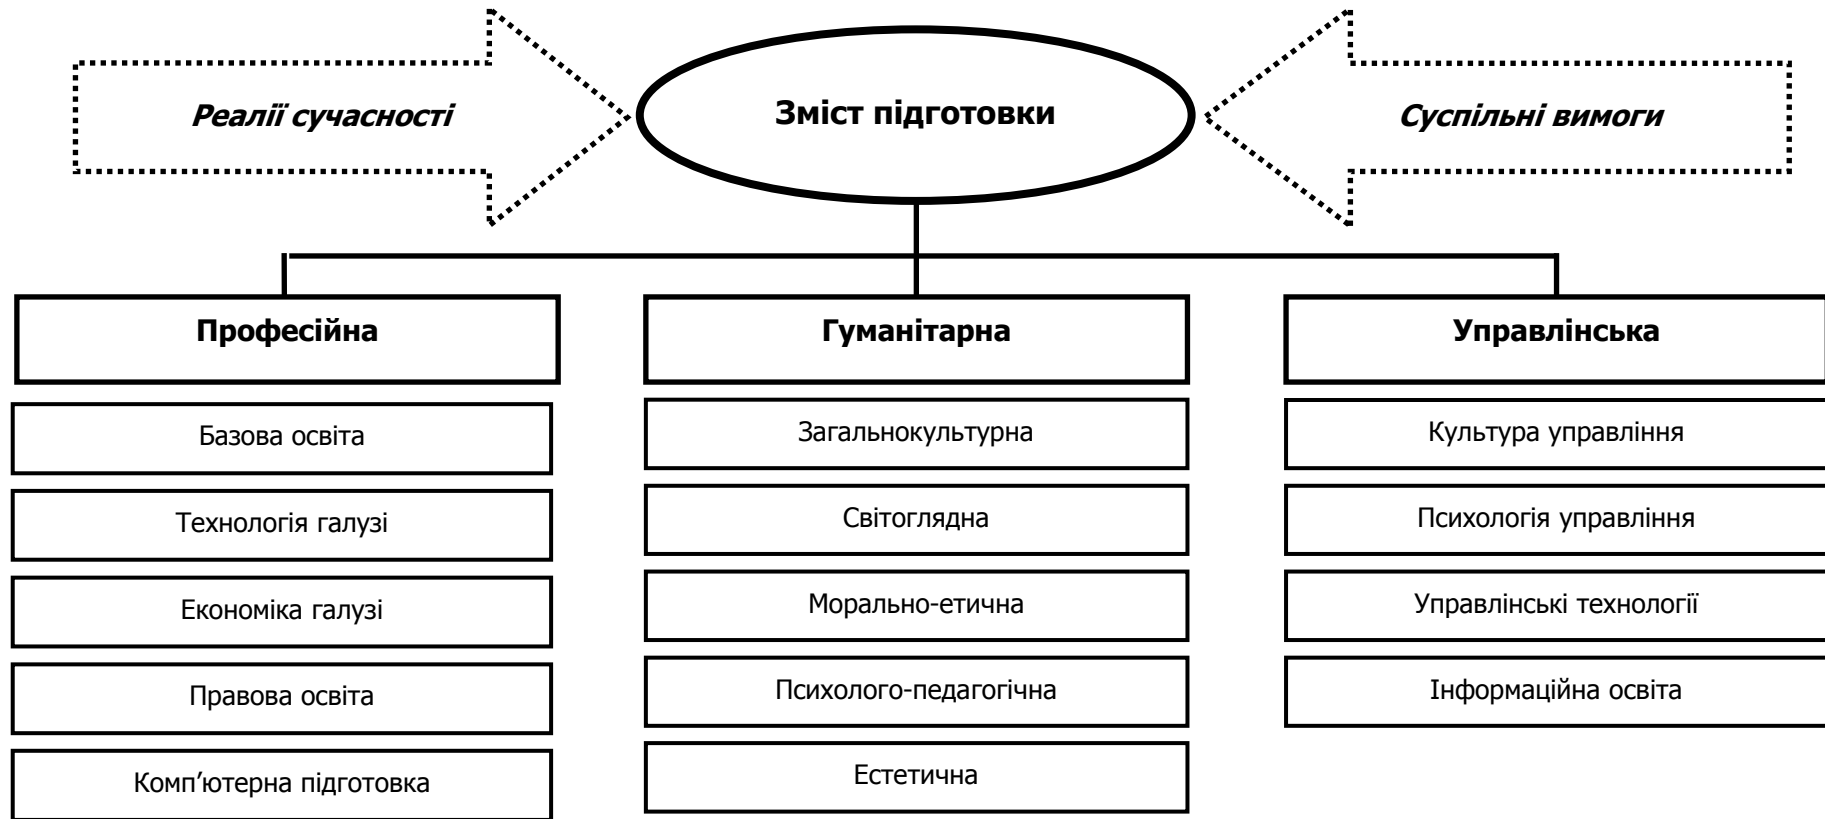 Реалії сучасності
Зміст підготовки
Суспільні вимоги
Професійна
Гуманітарна
Управлінська
Базова освіта
Загальнокультурна
Культура управління
Технологія галузі
Світоглядна
Психологія управління
Економіка галузі
Морально-етична
Управлінські технології
Правова освіта
Психолого-педагогічна
Інформаційна освіта
Комп’ютерна підготовка
Естетична